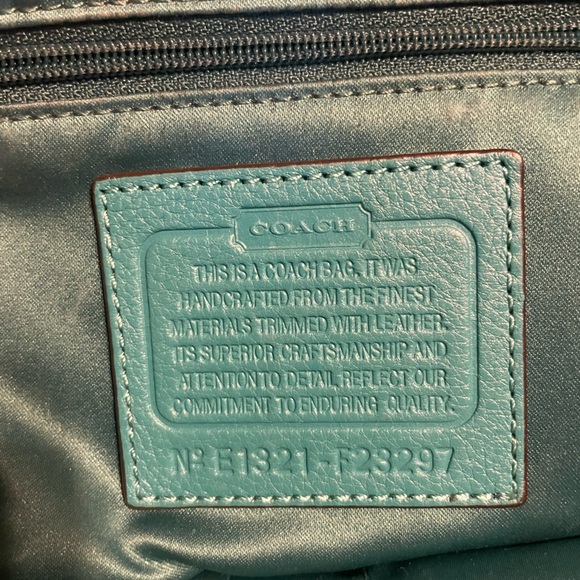 COACH
THIS IS A COACH BAG. IT WAS
HANDCRAFTED FROM THE FINEST
MATERIALS TRIMMED WITH LEATHER.
ITS SUPERIOR CRAFTSMANSHIP AND
ATTENTION TO DETAIL REFLECT OUR
COMMITMENT TO ENDURING QUALITY.
Nº E1321-F23297